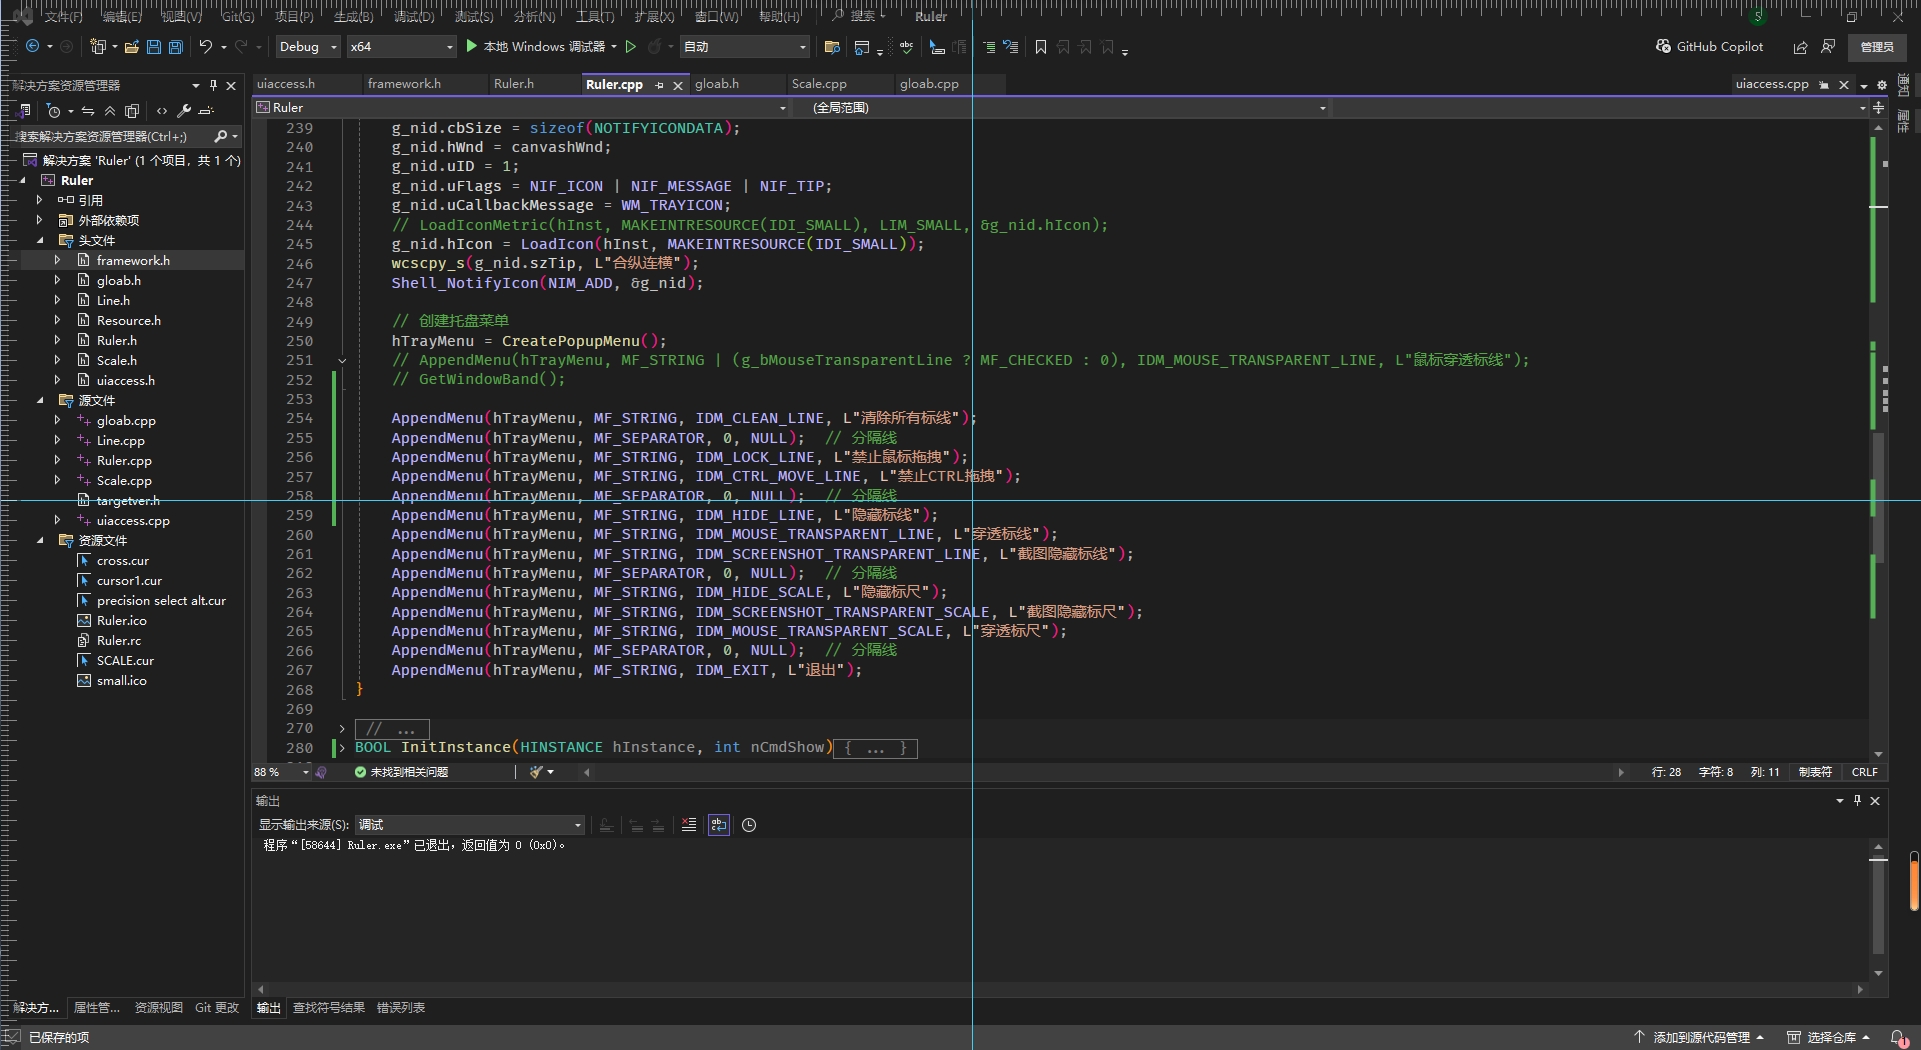 文件(F) 编辑(E) 视图(V) Git(G) 项目(P) 生成(B) 调试(D) 测试(S) 分析(N) 工具(T) 扩展(X) 窗口(W) 帮助(H) 搜索 Ruler S
Debug x64 本地 Windows 调试器 自动 GitHub Copilot 管理员
解决方案资源管理器
搜索解决方案资源管理器(Ctrl+;)
解决方案 'Ruler' (1 个项目，共 1 个)
Ruler
引用
外部依赖项
头文件
framework.h
gloab.h
Line.h
Resource.h
Ruler.h
Scale.h
uiaccess.h
源文件
gloab.cpp
Line.cpp
Ruler.cpp
Scale.cpp
targetver.h
uiaccess.cpp
资源文件
cross.cur
cursor1.cur
precision select alt.cur
Ruler.ico
Ruler.rc
SCALE.cur
small.ico
解决方... 属性管... 资源视图 Git 更改
uiaccess.h framework.h Ruler.h Ruler.cpp gloab.h Scale.cpp gloab.cpp uiaccess.cpp
Ruler (全局范围)
239 g_nid.cbSize = sizeof(NOTIFYICONDATA);
240 g_nid.hWnd = canvashWnd;
241 g_nid.uID = 1;
242 g_nid.uFlags = NIF_ICON | NIF_MESSAGE | NIF_TIP;
243 g_nid.uCallbackMessage = WM_TRAYICON;
244 // LoadIconMetric(hInst, MAKEINTRESOURCE(IDI_SMALL), LIM_SMALL, &g_nid.hIcon);
245 g_nid.hIcon = LoadIcon(hInst, MAKEINTRESOURCE(IDI_SMALL));
246 wcscpy_s(g_nid.szTip, L"合纵连横");
247 Shell_NotifyIcon(NIM_ADD, &g_nid);
248
249 // 创建托盘菜单
250 hTrayMenu = CreatePopupMenu();
251 // AppendMenu(hTrayMenu, MF_STRING | (g_bMouseTransparentLine ? MF_CHECKED : 0), IDM_MOUSE_TRANSPARENT_LINE, L"鼠标穿透标线");
252 // GetWindowBand();
253
254 AppendMenu(hTrayMenu, MF_STRING, IDM_CLEAN_LINE, L"清除所有标线");
255 AppendMenu(hTrayMenu, MF_SEPARATOR, 0, NULL); // 分隔线
256 AppendMenu(hTrayMenu, MF_STRING, IDM_LOCK_LINE, L"禁止鼠标拖拽");
257 AppendMenu(hTrayMenu, MF_STRING, IDM_CTRL_MOVE_LINE, L"禁止CTRL拖拽");
258 AppendMenu(hTrayMenu, MF_SEPARATOR, 0, NULL); // 分隔线
259 AppendMenu(hTrayMenu, MF_STRING, IDM_HIDE_LINE, L"隐藏标线");
260 AppendMenu(hTrayMenu, MF_STRING, IDM_MOUSE_TRANSPARENT_LINE, L"穿透标线");
261 AppendMenu(hTrayMenu, MF_STRING, IDM_SCREENSHOT_TRANSPARENT_LINE, L"截图隐藏标线");
262 AppendMenu(hTrayMenu, MF_SEPARATOR, 0, NULL); // 分隔线
263 AppendMenu(hTrayMenu, MF_STRING, IDM_HIDE_SCALE, L"隐藏标尺");
264 AppendMenu(hTrayMenu, MF_STRING, IDM_SCREENSHOT_TRANSPARENT_SCALE, L"截图隐藏标尺");
265 AppendMenu(hTrayMenu, MF_STRING, IDM_MOUSE_TRANSPARENT_SCALE, L"穿透标尺");
266 AppendMenu(hTrayMenu, MF_SEPARATOR, 0, NULL); // 分隔线
267 AppendMenu(hTrayMenu, MF_STRING, IDM_EXIT, L"退出");
268 }
269
270 // ...
280 BOOL InitInstance(HINSTANCE hInstance, int nCmdShow){ ... }
88 % 未找到相关问题 行: 28 字符: 8 列: 11 制表符 CRLF
输出
显示输出来源(S): 调试
程序“[58644] Ruler.exe”已退出，返回值为 0 (0x0)。
输出 查找符号结果 错误列表
通知
属性
已保存的项 添加到源代码管理 选择仓库 1